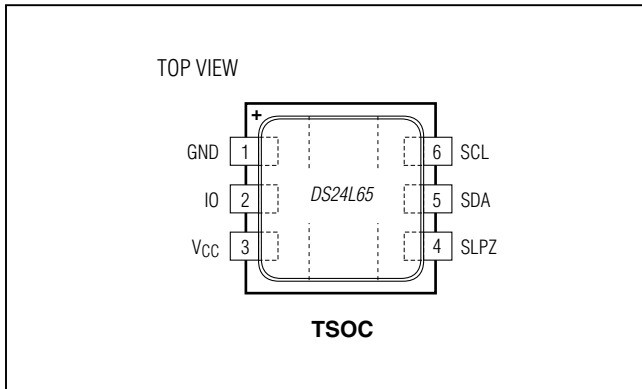 TOP VIEW
+
GND 1 6 SCL
IO 2 DS24L65 5 SDA
VCC 3 4 SLPZ
TSOC